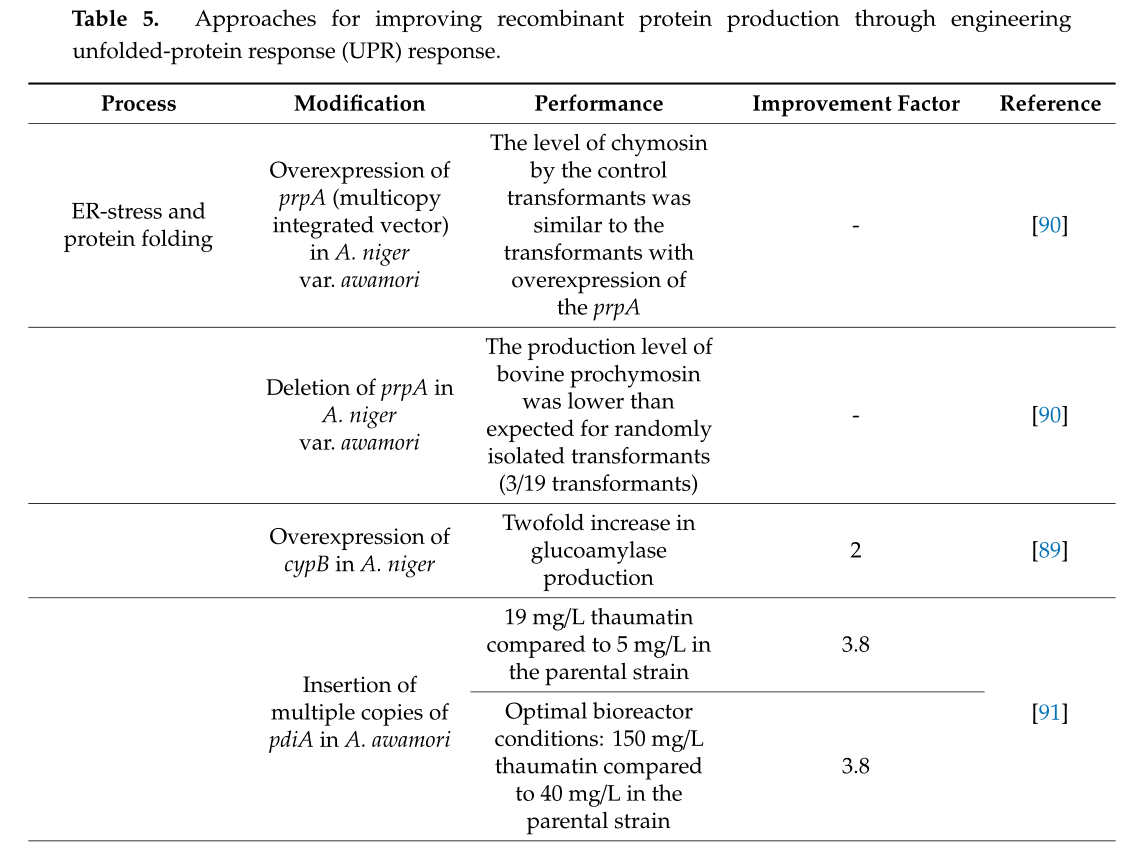 Table 5. Approaches for improving recombinant protein production through engineering
unfolded-protein response (UPR) response.
Process Modification Performance Improvement Factor Reference
ER-stress and
protein folding
Overexpression of
prpA (multicopy
integrated vector)
in A. niger
var. awamori
The level of chymosin
by the control
transformants was
similar to the
transformants with
overexpression of
the prpA
-
[90]
Deletion of prpA in
A. niger
var. awamori
The production level of
bovine prochymosin
was lower than
expected for randomly
isolated transformants
(3/19 transformants)
-
[90]
Overexpression of
cypB in A. niger
Twofold increase in
glucoamylase
production
2
[89]
Insertion of
multiple copies of
pdiA in A. awamori
19 mg/L thaumatin
compared to 5 mg/L in
the parental strain
3.8
Optimal bioreactor
conditions: 150 mg/L
thaumatin compared
to 40 mg/L in the
parental strain
3.8
[91]